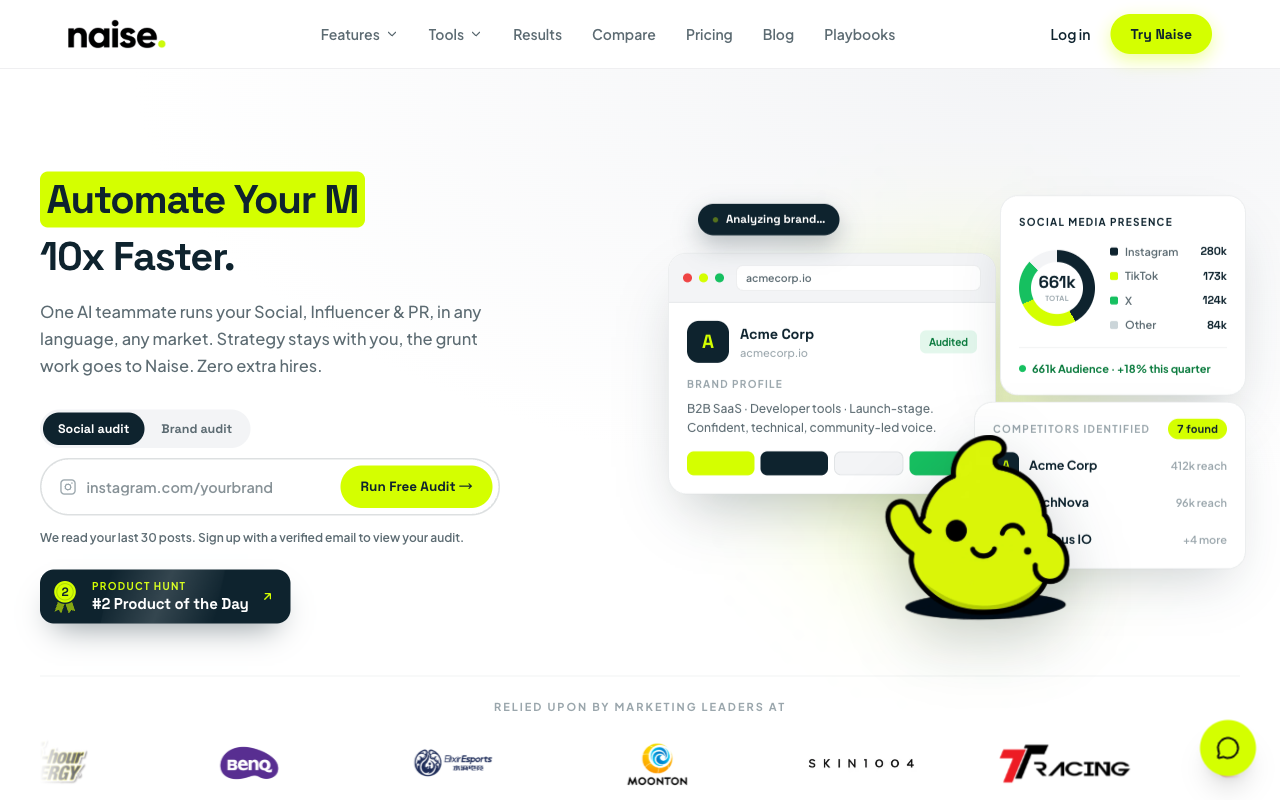 naise.
Features
Tools
Results
Compare
Pricing
Blog
Playbooks
Log in
Try Naise
Automate Your M
10x Faster.
One AI teammate runs your Social, Influencer & PR, in any
language, any market. Strategy stays with you, the grunt
work goes to Naise. Zero extra hires.
Social audit
Brand audit
instagram.com/yourbrand
Run Free Audit →
We read your last 30 posts. Sign up with a verified email to view your audit.
2
PRODUCT HUNT
#2 Product of the Day
Analyzing brand...
acmecorp.io
A
Acme Corp
acmecorp.io
Audited
BRAND PROFILE
B2B SaaS · Developer tools · Launch-stage.
Confident, technical, community-led voice.
SOCIAL MEDIA PRESENCE
661k
TOTAL
Instagram 280k
TikTok 173k
X 124k
Other 84k
661k Audience · +18% this quarter
COMPETITORS IDENTIFIED
7 found
Acme Corp 412k reach
chNova 96k reach
us IO +4 more
RELIED UPON BY MARKETING LEADERS AT
-hour
ERGY
BenQ
ElixirEsports
MOONTON
SKIN1004
TT RACING